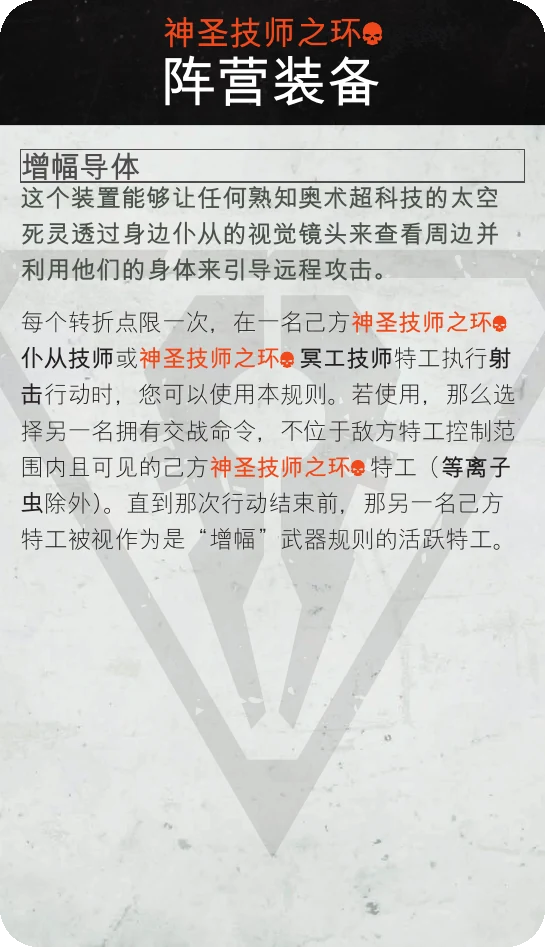 神圣技师之环
阵营装备
增幅导体
这个装置能够让任何熟知奥术超科技的太空
死灵透过身边仆从的视觉镜头来查看周边并
利用他们的身体来引导远程攻击。
每个转折点限一次，在一名己方神圣技师之环
仆从技师或神圣技师之环 冥工技师特工执行射
击行动时，您可以使用本规则。若使用，那么选
择另一名拥有交战命令，不位于敌方特工控制范
围内且可见的己方神圣技师之环 特工（等离子
虫除外）。直到那次行动结束前，那另一名己方
特工被视作为是“增幅”武器规则的活跃特工。